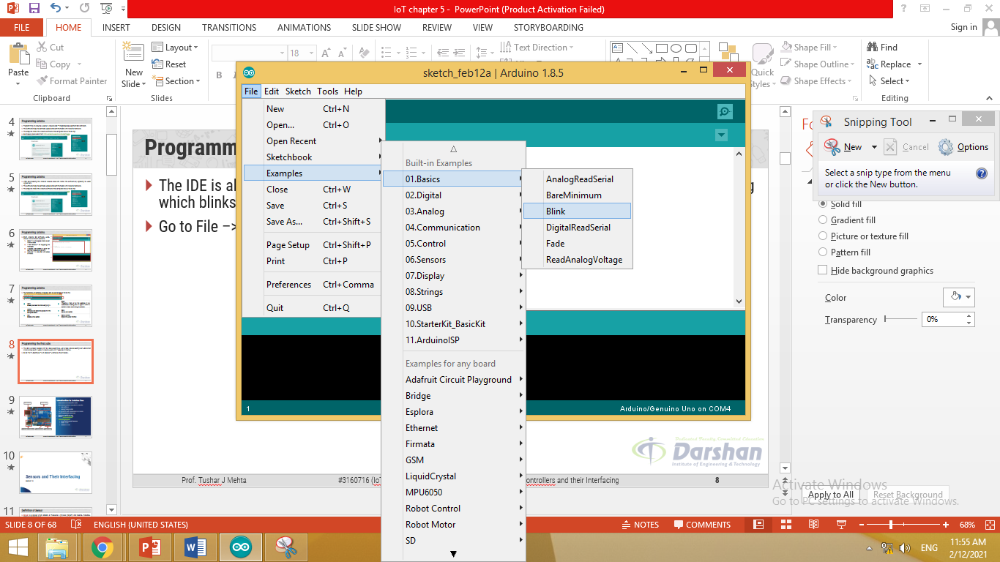 IoT chapter 5 - PowerPoint (Product Activation Failed)
FILE HOME INSERT DESIGN TRANSITIONS ANIMATIONS SLIDE SHOW REVIEW VIEW STORYBOARDING
Sign in
Paste
Cut
Copy
Format Painter
Clipboard
New
Slide
Layout
Reset
Section
Slides
18
B
Text Direction
Quick
Styles
Shape Fill
Shape Outline
Shape Effects
Find
Replace
Select
Editing
4
5
6
7
8
Programming the first code
9
10
Sensors and Their Interfacing
11
Programm
The IDE is al
which blinks
Go to File –>
g
Prof. Tushar J Mehta
#3160716 (IoT
ontrollers and their Interfacing
8
Darshan
Institute of Engineering & Technology
sketch_feb12a | Arduino 1.8.5
File Edit Sketch Tools Help
New Ctrl+N
Open... Ctrl+O
Open Recent
Sketchbook
Examples
Close Ctrl+W
Save Ctrl+S
Save As... Ctrl+Shift+S
Page Setup Ctrl+Shift+P
Print Ctrl+P
Preferences Ctrl+Comma
Quit Ctrl+Q
Built-in Examples
01.Basics
02.Digital
03.Analog
04.Communication
05.Control
06.Sensors
07.Display
08.Strings
09.USB
10.StarterKit_BasicKit
11.ArduinoISP
Examples for any board
Adafruit Circuit Playground
Bridge
Esplora
Ethernet
Firmata
GSM
LiquidCrystal
MPU6050
Robot Control
Robot Motor
SD
AnalogReadSerial
BareMinimum
Blink
DigitalReadSerial
Fade
ReadAnalogVoltage
1
Arduino/Genuino Uno on COM4
Snipping Tool
New Cancel Options
Select a snip type from the menu
or click the New button.
Solid fill
Gradient fill
Picture or texture fill
Pattern fill
Hide background graphics
Color
Transparency 0%
Activate Windows
Go to PC settings to activate Windows.
Apply to All Reset Background
SLIDE 8 OF 68 ENGLISH (UNITED STATES) NOTES COMMENTS 68%
ENG
11:55 AM
2/12/2021